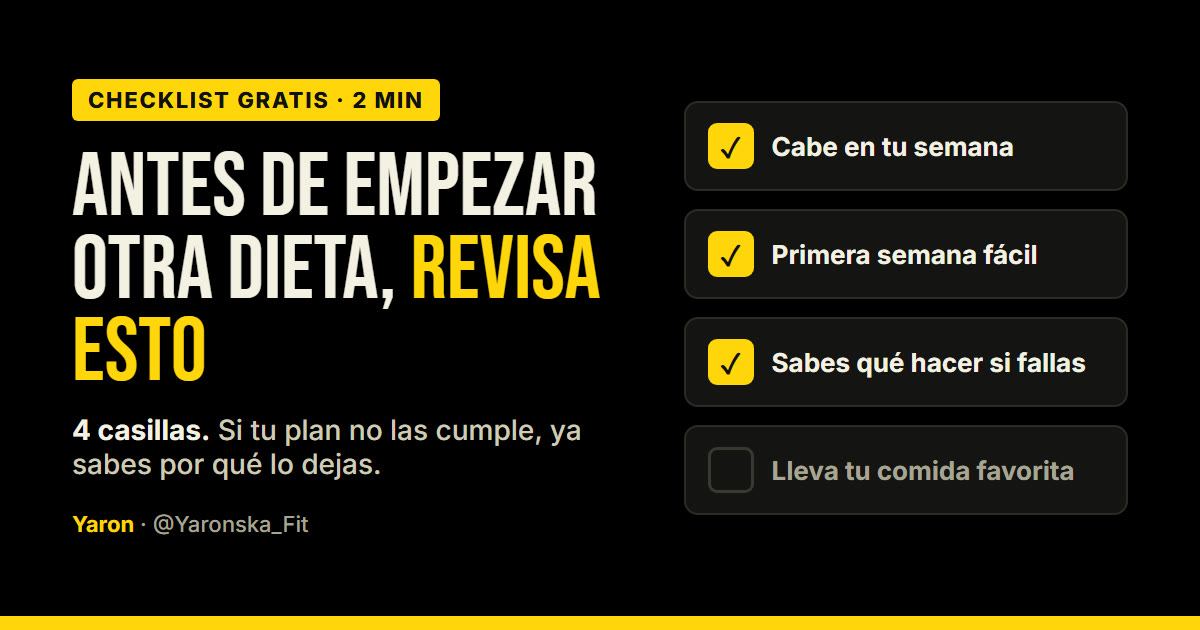 CHECKLIST GRATIS · 2 MIN
ANTES DE EMPEZAR
OTRA DIETA, REVISA
ESTO
4 casillas. Si tu plan no las cumple, ya
sabes por qué lo dejas.
Yaron · @Yaronska_Fit
✓ Cabe en tu semana
✓ Primera semana fácil
✓ Sabes qué hacer si fallas
Lleva tu comida favorita